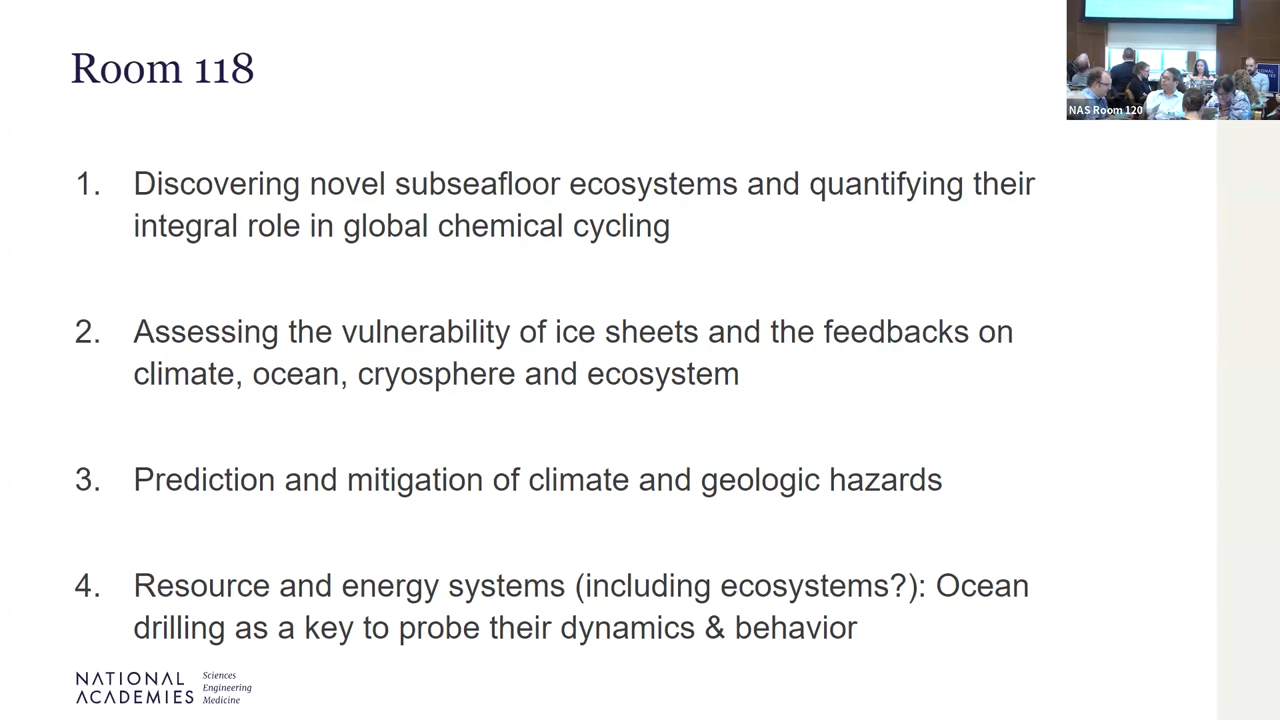 Room 118
NAS Room 120
1. Discovering novel subseafloor ecosystems and quantifying their
integral role in global chemical cycling
2. Assessing the vulnerability of ice sheets and the feedbacks on
climate, ocean, cryosphere and ecosystem
3. Prediction and mitigation of climate and geologic hazards
4. Resource and energy systems (including ecosystems?): Ocean
drilling as a key to probe their dynamics & behavior
NATIONAL
ACADEMIES
Sciences
Engineering
Medicine